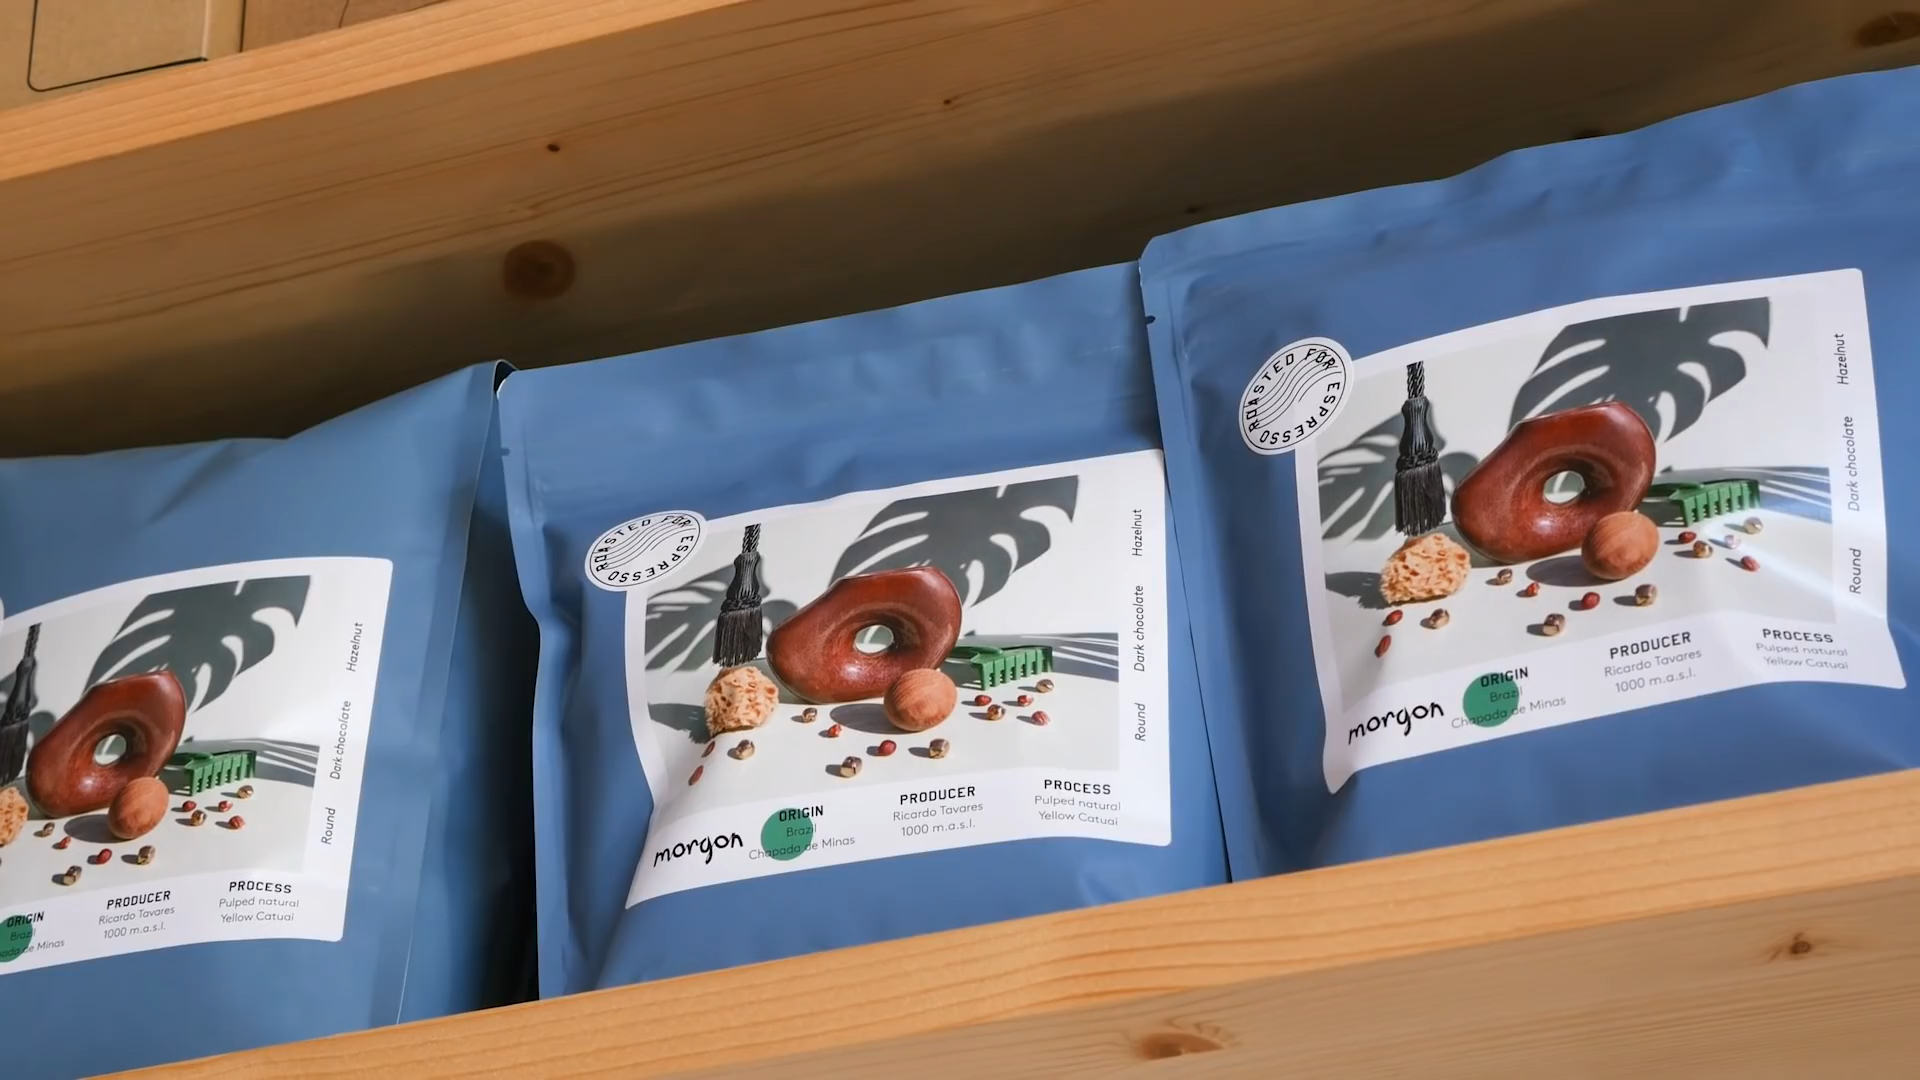 Hazelnut
Dark chocolate
Round
ORIGIN
Brazil
Minas
PRODUCER
Ricardo Tavares
1000 m.a.s.l.
PROCESS
Pulped natural
Yellow Catuai
ROASTED FOR ESPRESSO
Hazelnut
Dark chocolate
Round
morgon
ORIGIN
Brazil
Chapada de Minas
PRODUCER
Ricardo Tavares
1000 m.a.s.l.
PROCESS
Pulped natural
Yellow Catuai
ROASTED FOR ESPRESSO
Hazelnut
Dark chocolate
Round
morgon
ORIGIN
Brazil
Chapada de Minas
PRODUCER
Ricardo Tavares
1000 m.a.s.l.
PROCESS
Pulped natural
Yellow Catuai